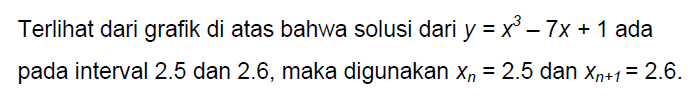 Terlihat dari grafik di atas bahwa solusi dari y = x³ – 7x + 1 ada
pada interval 2.5 dan 2.6, maka digunakan xₙ = 2.5 dan xₙ₊₁ = 2.6.